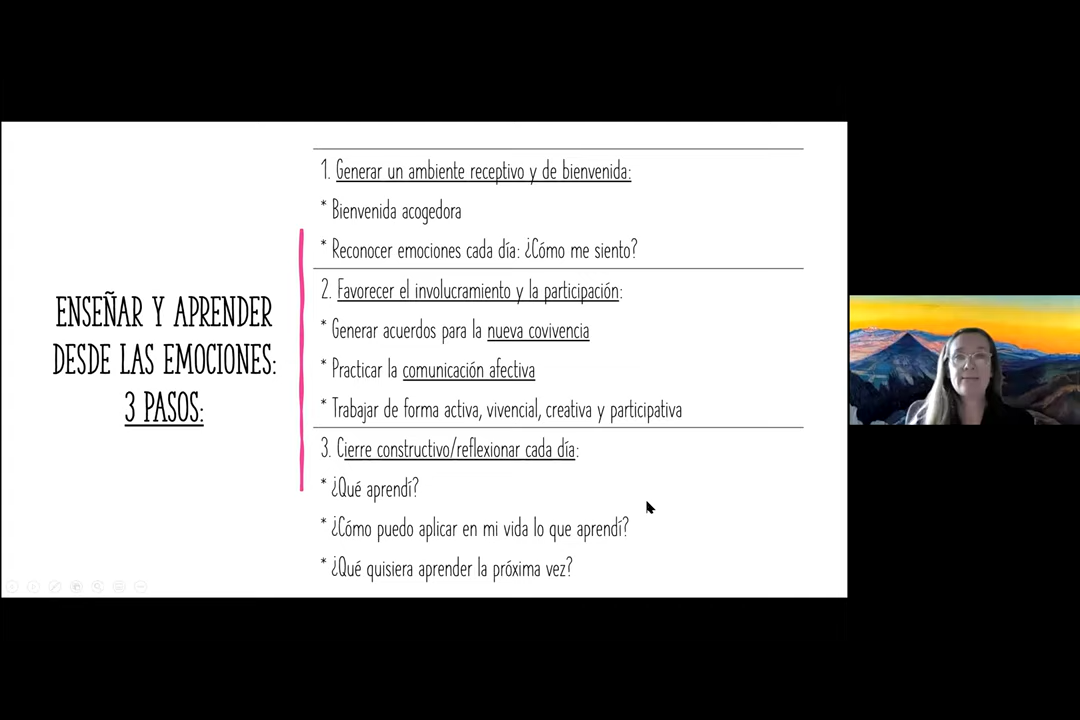 ENSEÑAR Y APRENDER
DESDE LAS EMOCIONES:
3 PASOS:
1. Generar un ambiente receptivo y de bienvenida:
* Bienvenida acogedora
* Reconocer emociones cada día: ¿Cómo me siento?
2. Favorecer el involucramiento y la participación:
* Generar acuerdos para la nueva covivencia
* Practicar la comunicación afectiva
* Trabajar de forma activa, vivencial, creativa y participativa
3. Cierre constructivo/reflexionar cada día:
* ¿Qué aprendí?
* ¿Cómo puedo aplicar en mi vida lo que aprendí?
* ¿Qué quisiera aprender la próxima vez?